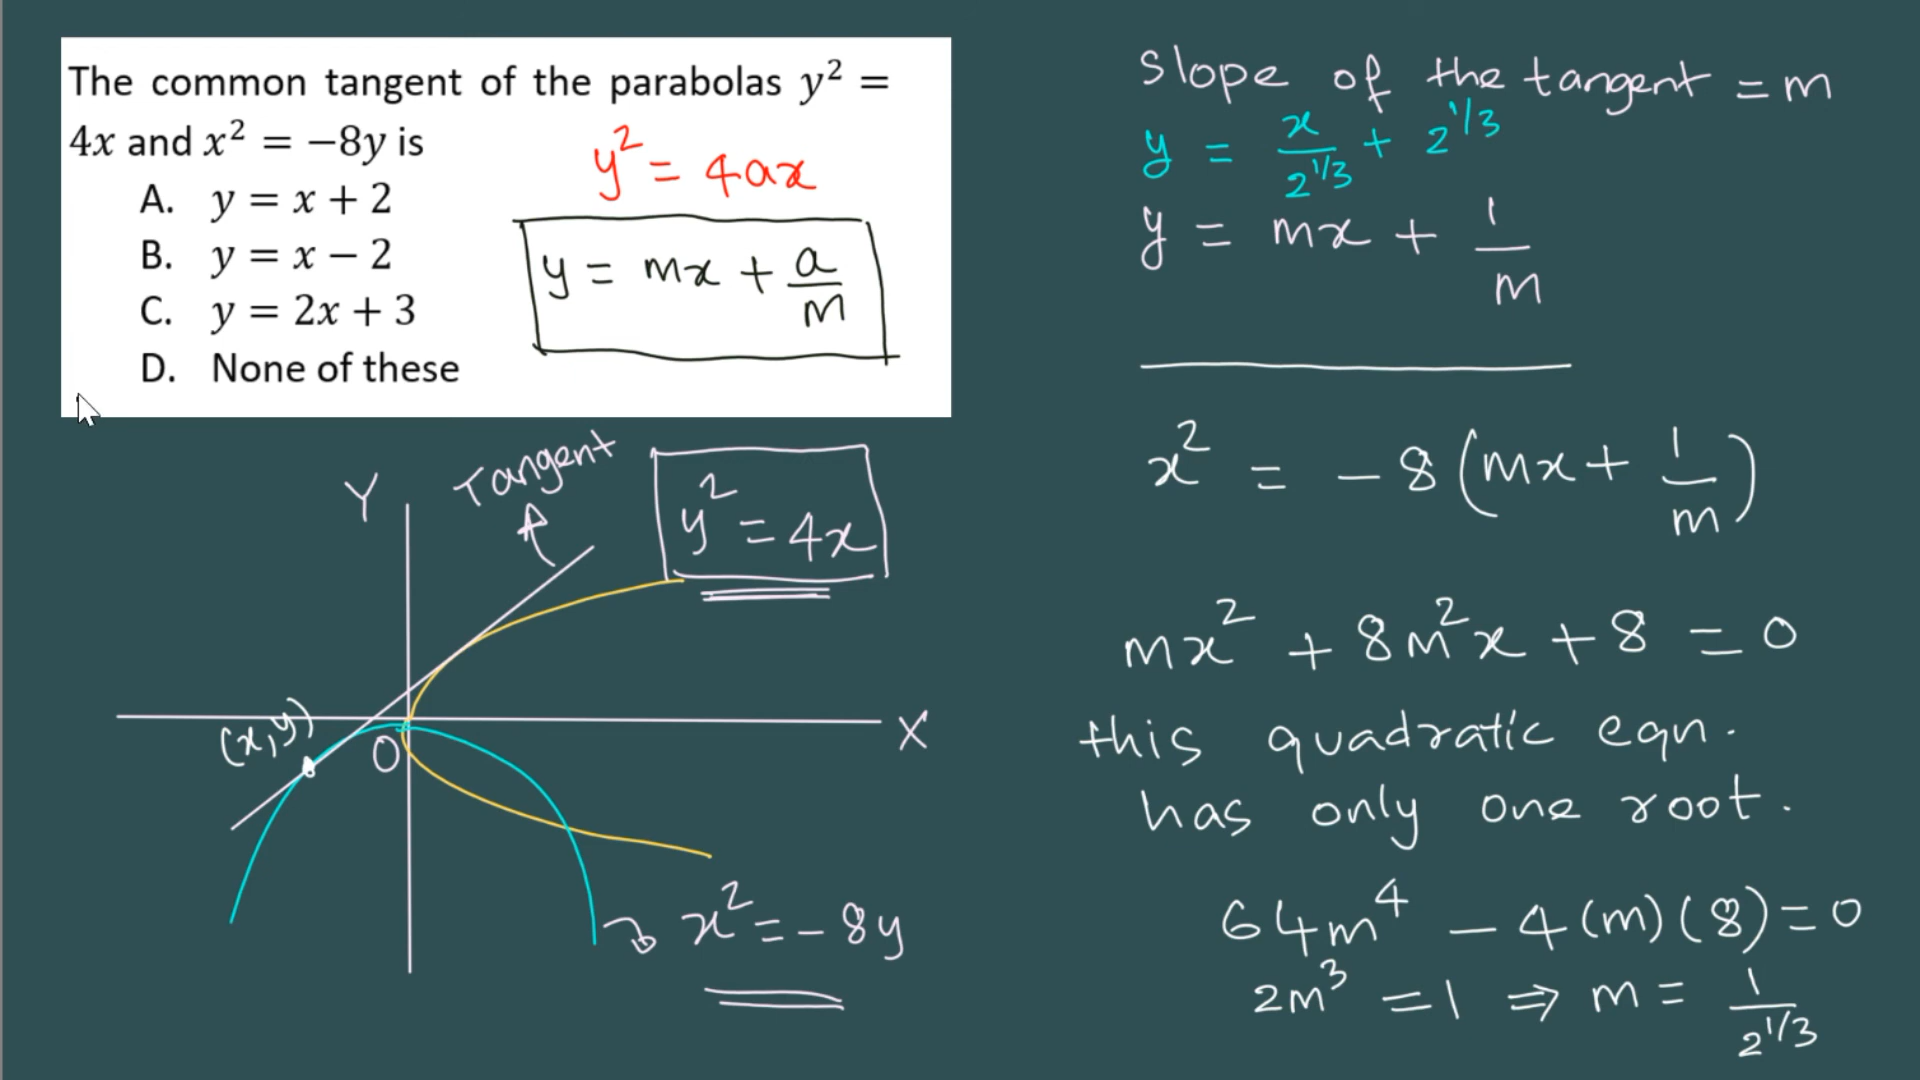 The common tangent of the parabolas y² =
4x and x² = −8y is
A. y = x + 2
B. y = x − 2
C. y = 2x + 3
D. None of these
y² = 4ax
y = mx + a/m
Y
Tangent
y² = 4x
(x,y)
O
X
x² = −8y
slope of the tangent = m
y = x/2^1/3 + 2^1/3
y = mx + 1/m
x² = −8(mx + 1/m)
mx² + 8m²x + 8 = 0
this quadratic eqn.
has only one root.
64m⁴ − 4(m)(8) = 0
2m³ = 1 ⇒ m = 1/2^1/3